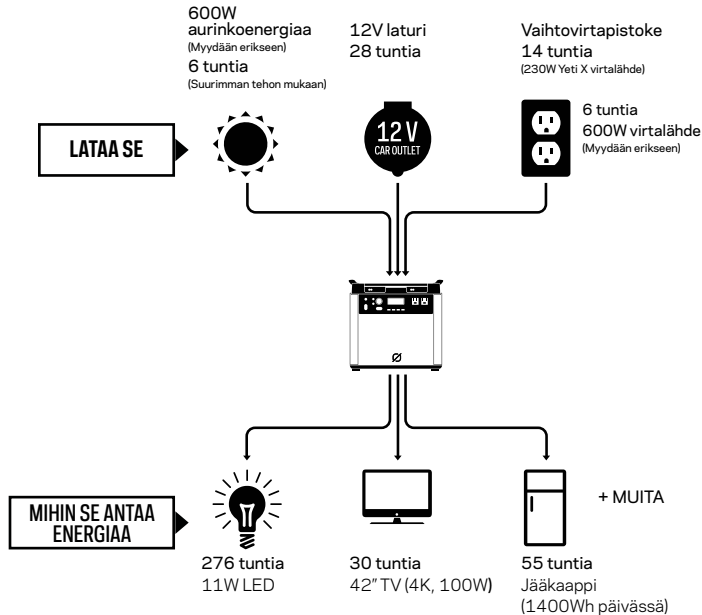 600W
aurinkoenergiaa
(Myydään erikseen)
6 tuntia
(Suurimman tehon mukaan)
12V laturi
28 tuntia
Vaihtovirtapistoke
14 tuntia
(230W Yeti X virtalähde)
6 tuntia
600W virtalähde
(Myydään erikseen)
LATAA SE
12 V
CAR OUTLET
MIHIN SE ANTAA
ENERGIAA
276 tuntia
11W LED
30 tuntia
42” TV (4K, 100W)
55 tuntia
Jääkaappi
(1400Wh päivässä)
+ MUITA